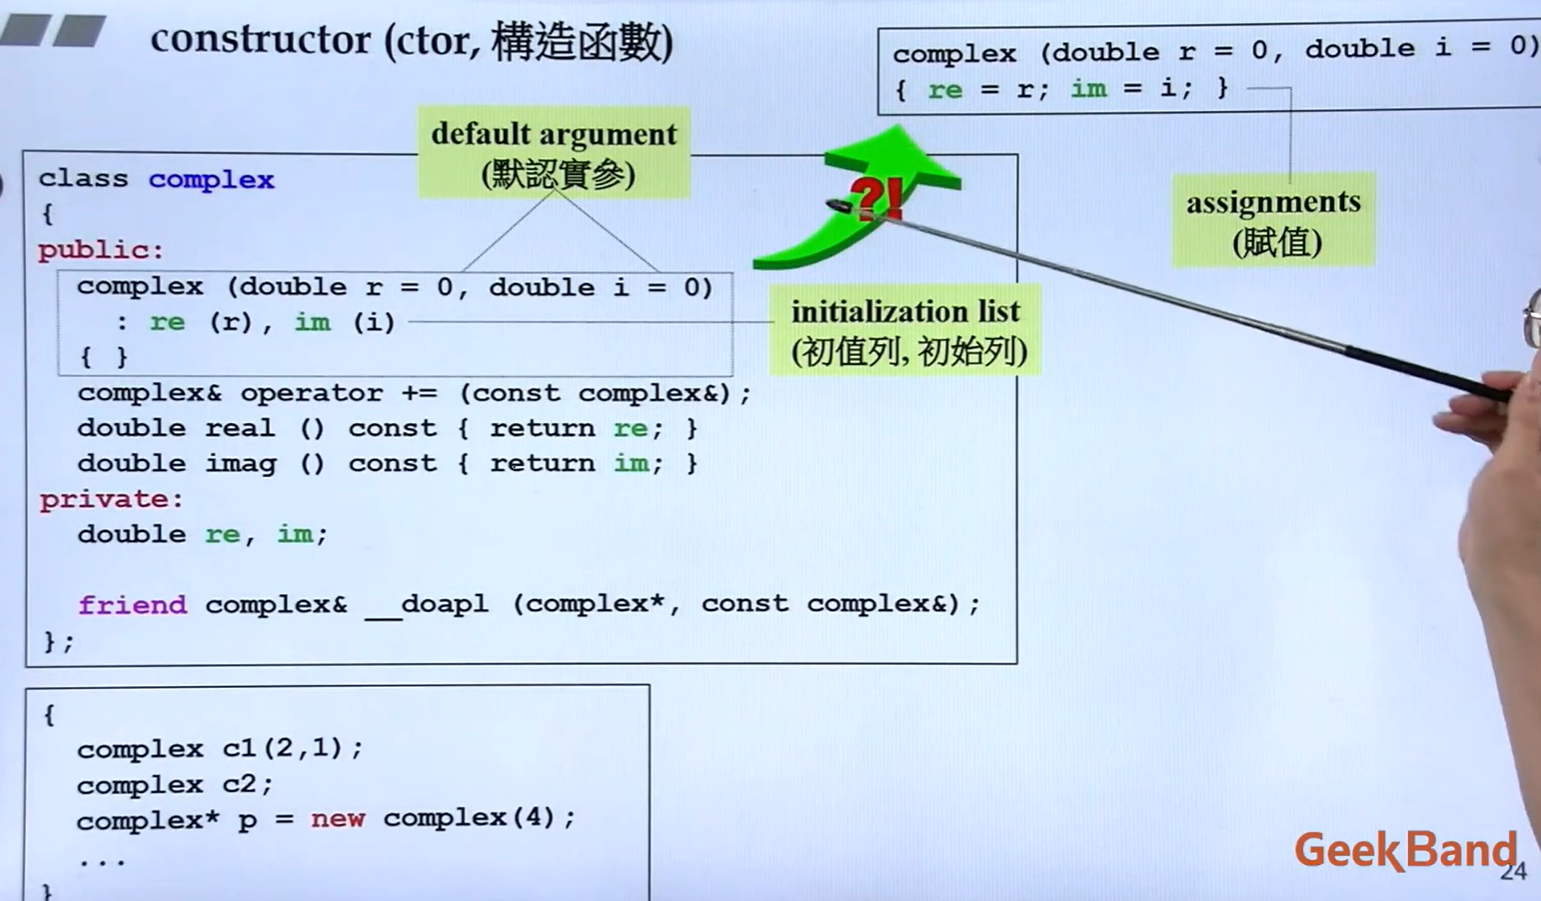 constructor (ctor, 構造函數)
complex (double r = 0, double i = 0)
{ re = r; im = i; }
assignments
(賦值)
default argument
(默認實參)
?!
initialization list
(初值列, 初始列)
class complex
{
public:
complex (double r = 0, double i = 0)
: re (r), im (i)
{ }
complex& operator += (const complex&);
double real () const { return re; }
double imag () const { return im; }
private:
double re, im;
friend complex& __doapl (complex*, const complex&);
};
{
complex c1(2,1);
complex c2;
complex* p = new complex(4);
...
}
GeekBand
24